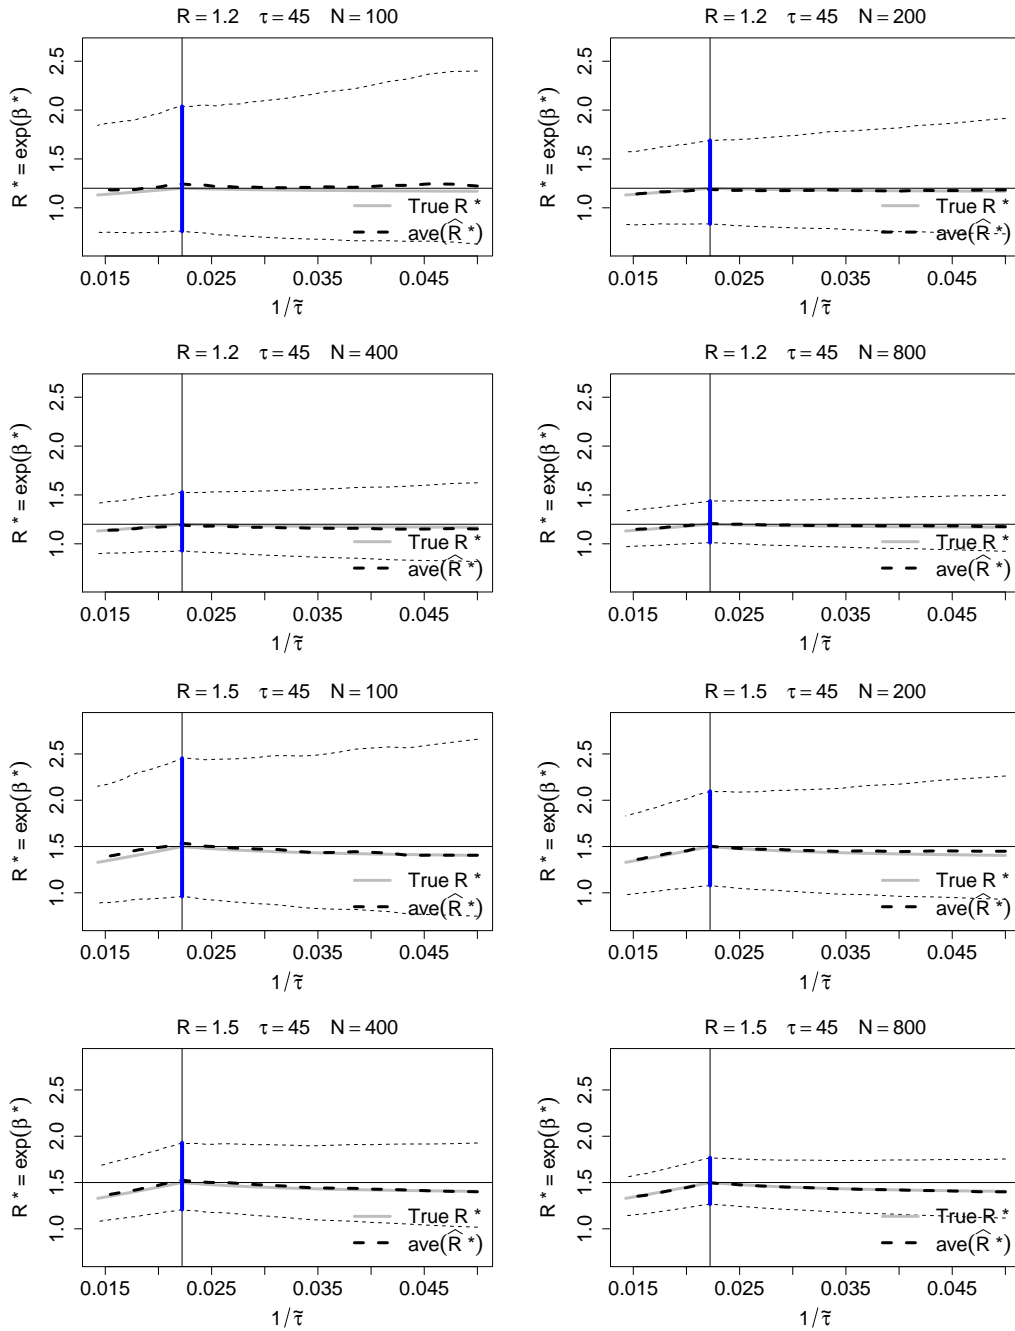 R = 1.2 τ = 45 N = 100
R * = exp(β *)
2.5
2.0
1.5
1.0
True R *
ave(R̂ *)
0.015 0.025 0.035 0.045
1/τ̃
R = 1.2 τ = 45 N = 200
R * = exp(β *)
2.5
2.0
1.5
1.0
True R *
ave(R̂ *)
0.015 0.025 0.035 0.045
1/τ̃
R = 1.2 τ = 45 N = 400
R * = exp(β *)
2.5
2.0
1.5
1.0
True R *
ave(R̂ *)
0.015 0.025 0.035 0.045
1/τ̃
R = 1.2 τ = 45 N = 800
R * = exp(β *)
2.5
2.0
1.5
1.0
True R *
ave(R̂ *)
0.015 0.025 0.035 0.045
1/τ̃
R = 1.5 τ = 45 N = 100
R * = exp(β *)
2.5
2.0
1.5
1.0
True R *
ave(R̂ *)
0.015 0.025 0.035 0.045
1/τ̃
R = 1.5 τ = 45 N = 200
R * = exp(β *)
2.5
2.0
1.5
1.0
True R *
ave(R̂ *)
0.015 0.025 0.035 0.045
1/τ̃
R = 1.5 τ = 45 N = 400
R * = exp(β *)
2.5
2.0
1.5
1.0
True R *
ave(R̂ *)
0.015 0.025 0.035 0.045
1/τ̃
R = 1.5 τ = 45 N = 800
R * = exp(β *)
2.5
2.0
1.5
1.0
True R *
ave(R̂ *)
0.015 0.025 0.035 0.045
1/τ̃